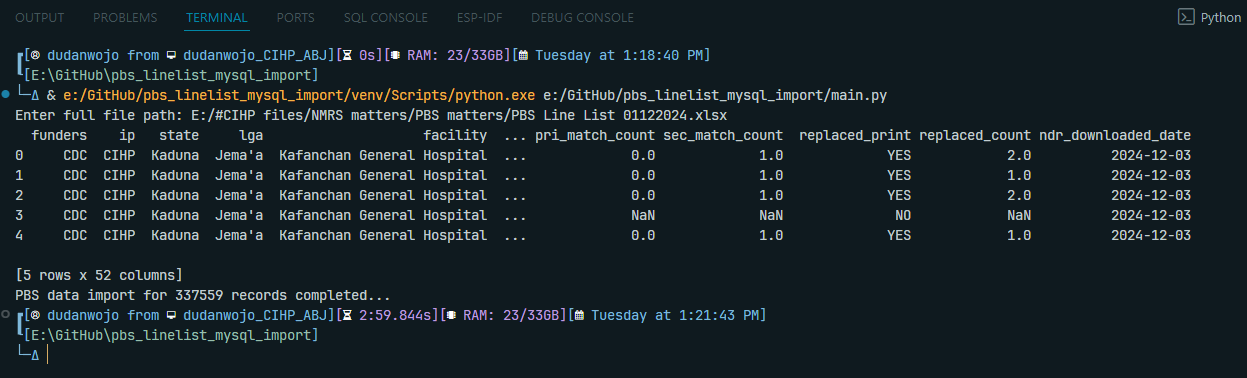 OUTPUT PROBLEMS TERMINAL PORTS SQL CONSOLE ESP-IDF DEBUG CONSOLE Python
[ dudanwojo from dudanwojo_CIHP_ABJ][ 0s][ RAM: 23/33GB][ Tuesday at 1:18:40 PM]
[E:\GitHub\pbs_linelist_mysql_import]
Δ & e:/GitHub/pbs_linelist_mysql_import/venv/Scripts/python.exe e:/GitHub/pbs_linelist_mysql_import/main.py
Enter full file path: E:/#CIHP files/NMRS matters/PBS matters/PBS Line List 01122024.xlsx
funders ip state lga facility ... pri_match_count sec_match_count replaced_print replaced_count ndr_downloaded_date
0 CDC CIHP Kaduna Jema'a Kafanchan General Hospital ... 0.0 1.0 YES 2.0 2024-12-03
1 CDC CIHP Kaduna Jema'a Kafanchan General Hospital ... 0.0 1.0 YES 1.0 2024-12-03
2 CDC CIHP Kaduna Jema'a Kafanchan General Hospital ... 0.0 1.0 YES 2.0 2024-12-03
3 CDC CIHP Kaduna Jema'a Kafanchan General Hospital ... NaN NaN NO NaN 2024-12-03
4 CDC CIHP Kaduna Jema'a Kafanchan General Hospital ... 0.0 1.0 YES 1.0 2024-12-03
[5 rows x 52 columns]
PBS data import for 337559 records completed...
[ dudanwojo from dudanwojo_CIHP_ABJ][ 2:59.844s][ RAM: 23/33GB][ Tuesday at 1:21:43 PM]
[E:\GitHub\pbs_linelist_mysql_import]
Δ